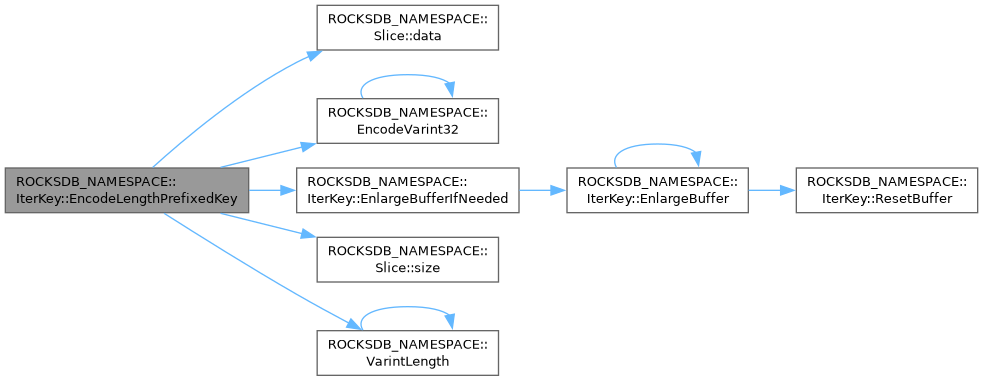 ROCKSDB_NAMESPACE::
Slice::data
ROCKSDB_NAMESPACE::
EncodeVarint32
ROCKSDB_NAMESPACE::
IterKey::EncodeLengthPrefixedKey
ROCKSDB_NAMESPACE::
IterKey::EnlargeBufferIfNeeded
ROCKSDB_NAMESPACE::
IterKey::EnlargeBuffer
ROCKSDB_NAMESPACE::
IterKey::ResetBuffer
ROCKSDB_NAMESPACE::
Slice::size
ROCKSDB_NAMESPACE::
VarintLength